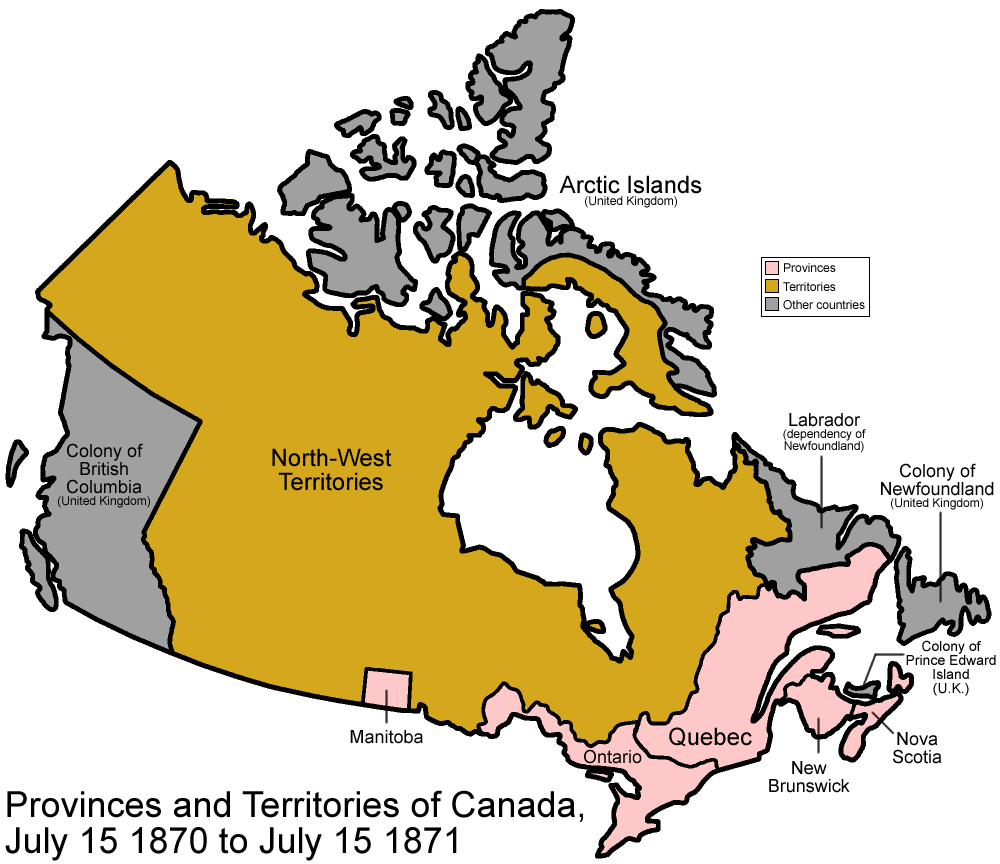 Arctic Islands
(United Kingdom)
Provinces
Territories
Other countries
Labrador
(dependency of
Newfoundland)
Colony of
British
Columbia
(United Kingdom)
North-West
Territories
Colony of
Newfoundland
(United Kingdom)
Colony of
Prince Edward
Island
(U.K.)
Manitoba
Ontario
Quebec
Nova
Scotia
New
Brunswick
Provinces and Territories of Canada,
July 15 1870 to July 15 1871